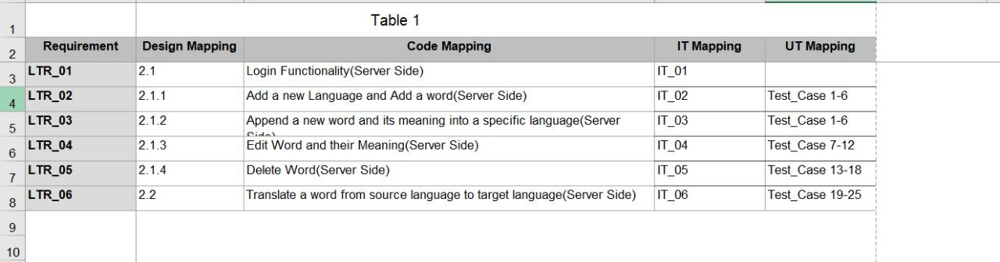 1 Table 1
2 Requirement Design Mapping Code Mapping IT Mapping UT Mapping
3 LTR_01 2.1 Login Functionality(Server Side) IT_01
4 LTR_02 2.1.1 Add a new Language and Add a word(Server Side) IT_02 Test_Case 1-6
5 LTR_03 2.1.2 Append a new word and its meaning into a specific language(Server IT_03 Test_Case 1-6
Side)
6 LTR_04 2.1.3 Edit Word and their Meaning(Server Side) IT_04 Test_Case 7-12
7 LTR_05 2.1.4 Delete Word(Server Side) IT_05 Test_Case 13-18
8 LTR_06 2.2 Translate a word from source language to target language(Server Side) IT_06 Test_Case 19-25
9
10